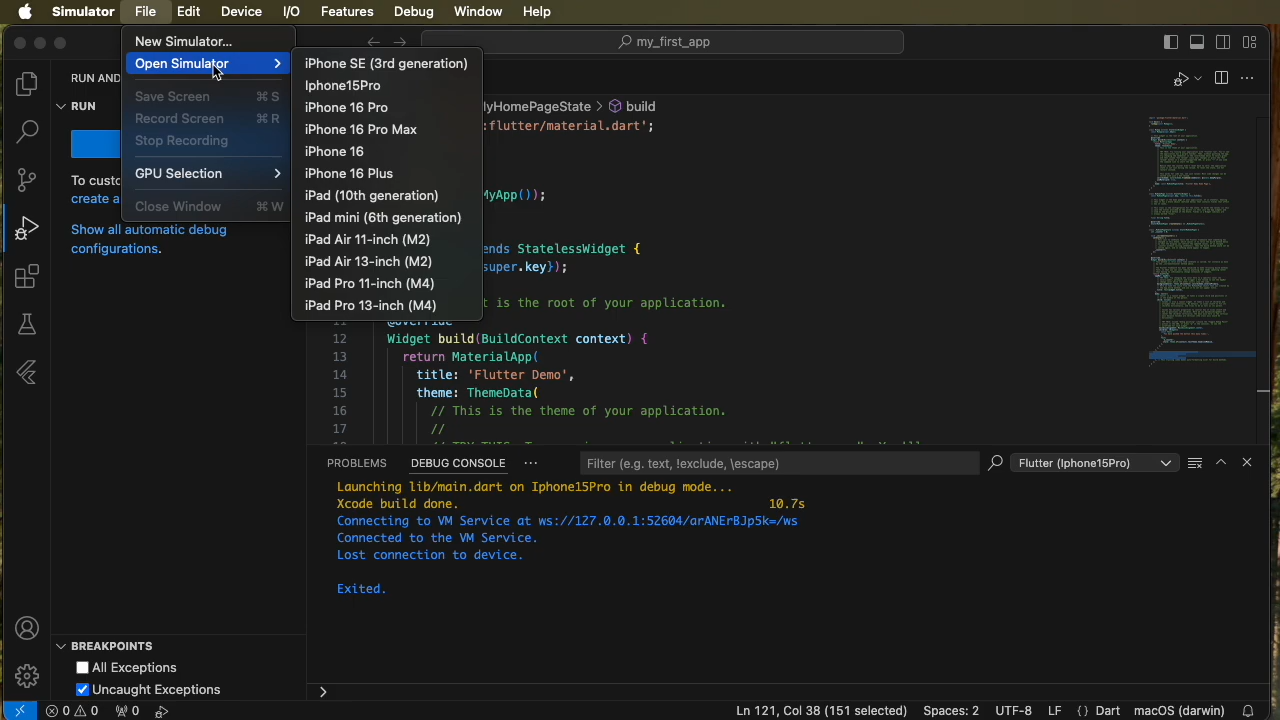 Simulator File Edit Device I/O Features Debug Window Help
my_first_app
New Simulator...
Open Simulator
Save Screen ⌘ S
Record Screen ⌘ R
Stop Recording
GPU Selection
Close Window ⌘ W
iPhone SE (3rd generation)
Iphone15Pro
iPhone 16 Pro
iPhone 16 Pro Max
iPhone 16
iPhone 16 Plus
iPad (10th generation)
iPad mini (6th generation)
iPad Air 11-inch (M2)
iPad Air 13-inch (M2)
iPad Pro 11-inch (M4)
iPad Pro 13-inch (M4)
RUN AND
RUN
To custo
create a
Show all automatic debug
configurations.
lyHomePageState > build
:flutter/material.dart';
MyApp());
ends StatelessWidget {
super.key});
t is the root of your application.
11 @override
12 Widget build(BuildContext context) {
13 return MaterialApp(
14 title: 'Flutter Demo',
15 theme: ThemeData(
16 // This is the theme of your application.
17 //
PROBLEMS DEBUG CONSOLE ... Filter (e.g. text, !exclude, \escape) Flutter (Iphone15Pro)
Launching lib/main.dart on Iphone15Pro in debug mode...
Xcode build done. 10.7s
Connecting to VM Service at ws://127.0.0.1:52604/arANErBJp5k=/ws
Connected to the VM Service.
Lost connection to device.
Exited.
BREAKPOINTS
All Exceptions
Uncaught Exceptions
0 0 0 Ln 121, Col 38 (151 selected) Spaces: 2 UTF-8 LF {} Dart macOS (darwin)